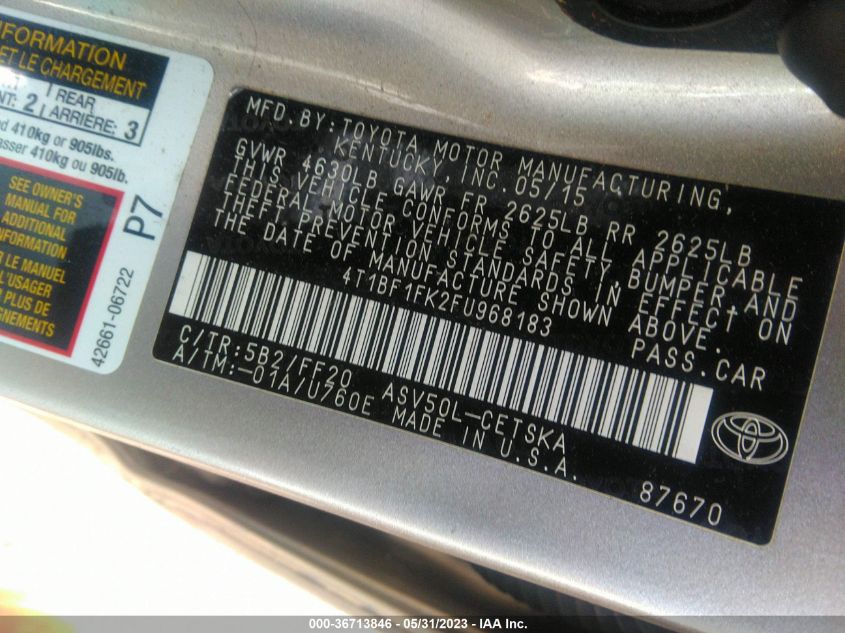 INFORMATION
ET LE CHARGEMENT
NT: 2 REAR
ARRIÈRE: 3
410kg or 905lbs.
asser 410kg ou 905lb.
SEE OWNER'S
MANUAL FOR
ADDITIONAL
INFORMATION
LE MANUEL
L'USAGER
PLUS DE
P7
42661-06722
MFD. BY: TOYOTA MOTOR MANUFACTURING,
KENTUCKY, INC. 05/15
GVWR 4630LB GAWR FR 2625LB RR 2625LB
THIS VEHICLE CONFORMS TO ALL APPLICABLE
FEDERAL MOTOR VEHICLE SAFETY, BUMPER, AND
THEFT PREVENTION STANDARDS IN EFFECT ON
THE DATE OF MANUFACTURE SHOWN ABOVE.
4T1BF1FK2FU968183 PASS. CAR
C/TR:5B2/FF20 ASV50L-CETSKA
A/TM:-01A/U760E MADE IN U.S.A.
87670
000-36713846 - 05/31/2023 - IAA Inc.